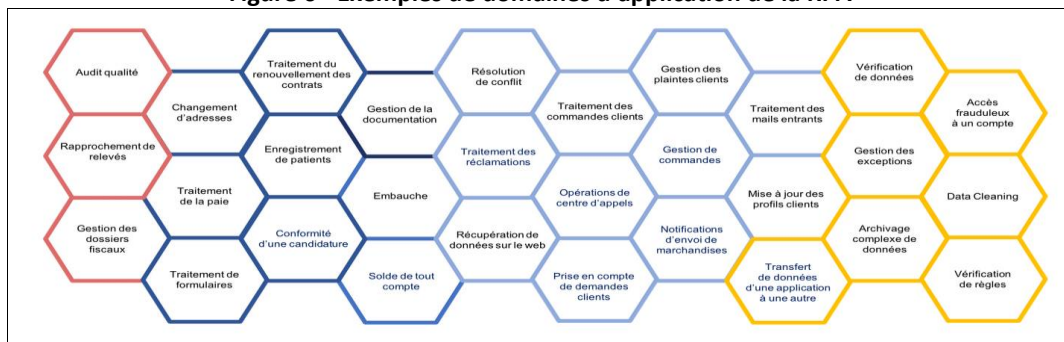 Figure
Exemples de domaines d'application de la RPA
Audit qualité
Rapprochement de
relevés
Gestion des
dossiers
fiscaux
Changement
d'adresses
Traitement
de la paie
Traitement de
formulaires
Traitement du
renouvellement des
contrats
Enregistrement
de patients
Conformité
d'une candidature
Gestion de la
documentation
Embauche
Solde de tout
compte
Résolution
de conflit
Traitement des
réclamations
Récupération de
données sur le web
Traitement des
commandes clients
Opérations de
centre d'appels
Prise en compte
de demandes
clients
Gestion des
plaintes clients
Gestion de
commandes
Notifications
d'envoi de
marchandises
Traitement des
mails entrants
Mise à jour des
profils clients
Transfert
de données
d'une application
à une autre
Vérification
de données
Gestion des
exceptions
Archivage
complexe de
données
Accès
frauduleux
à un compte
Data Cleaning
Vérification
de règles